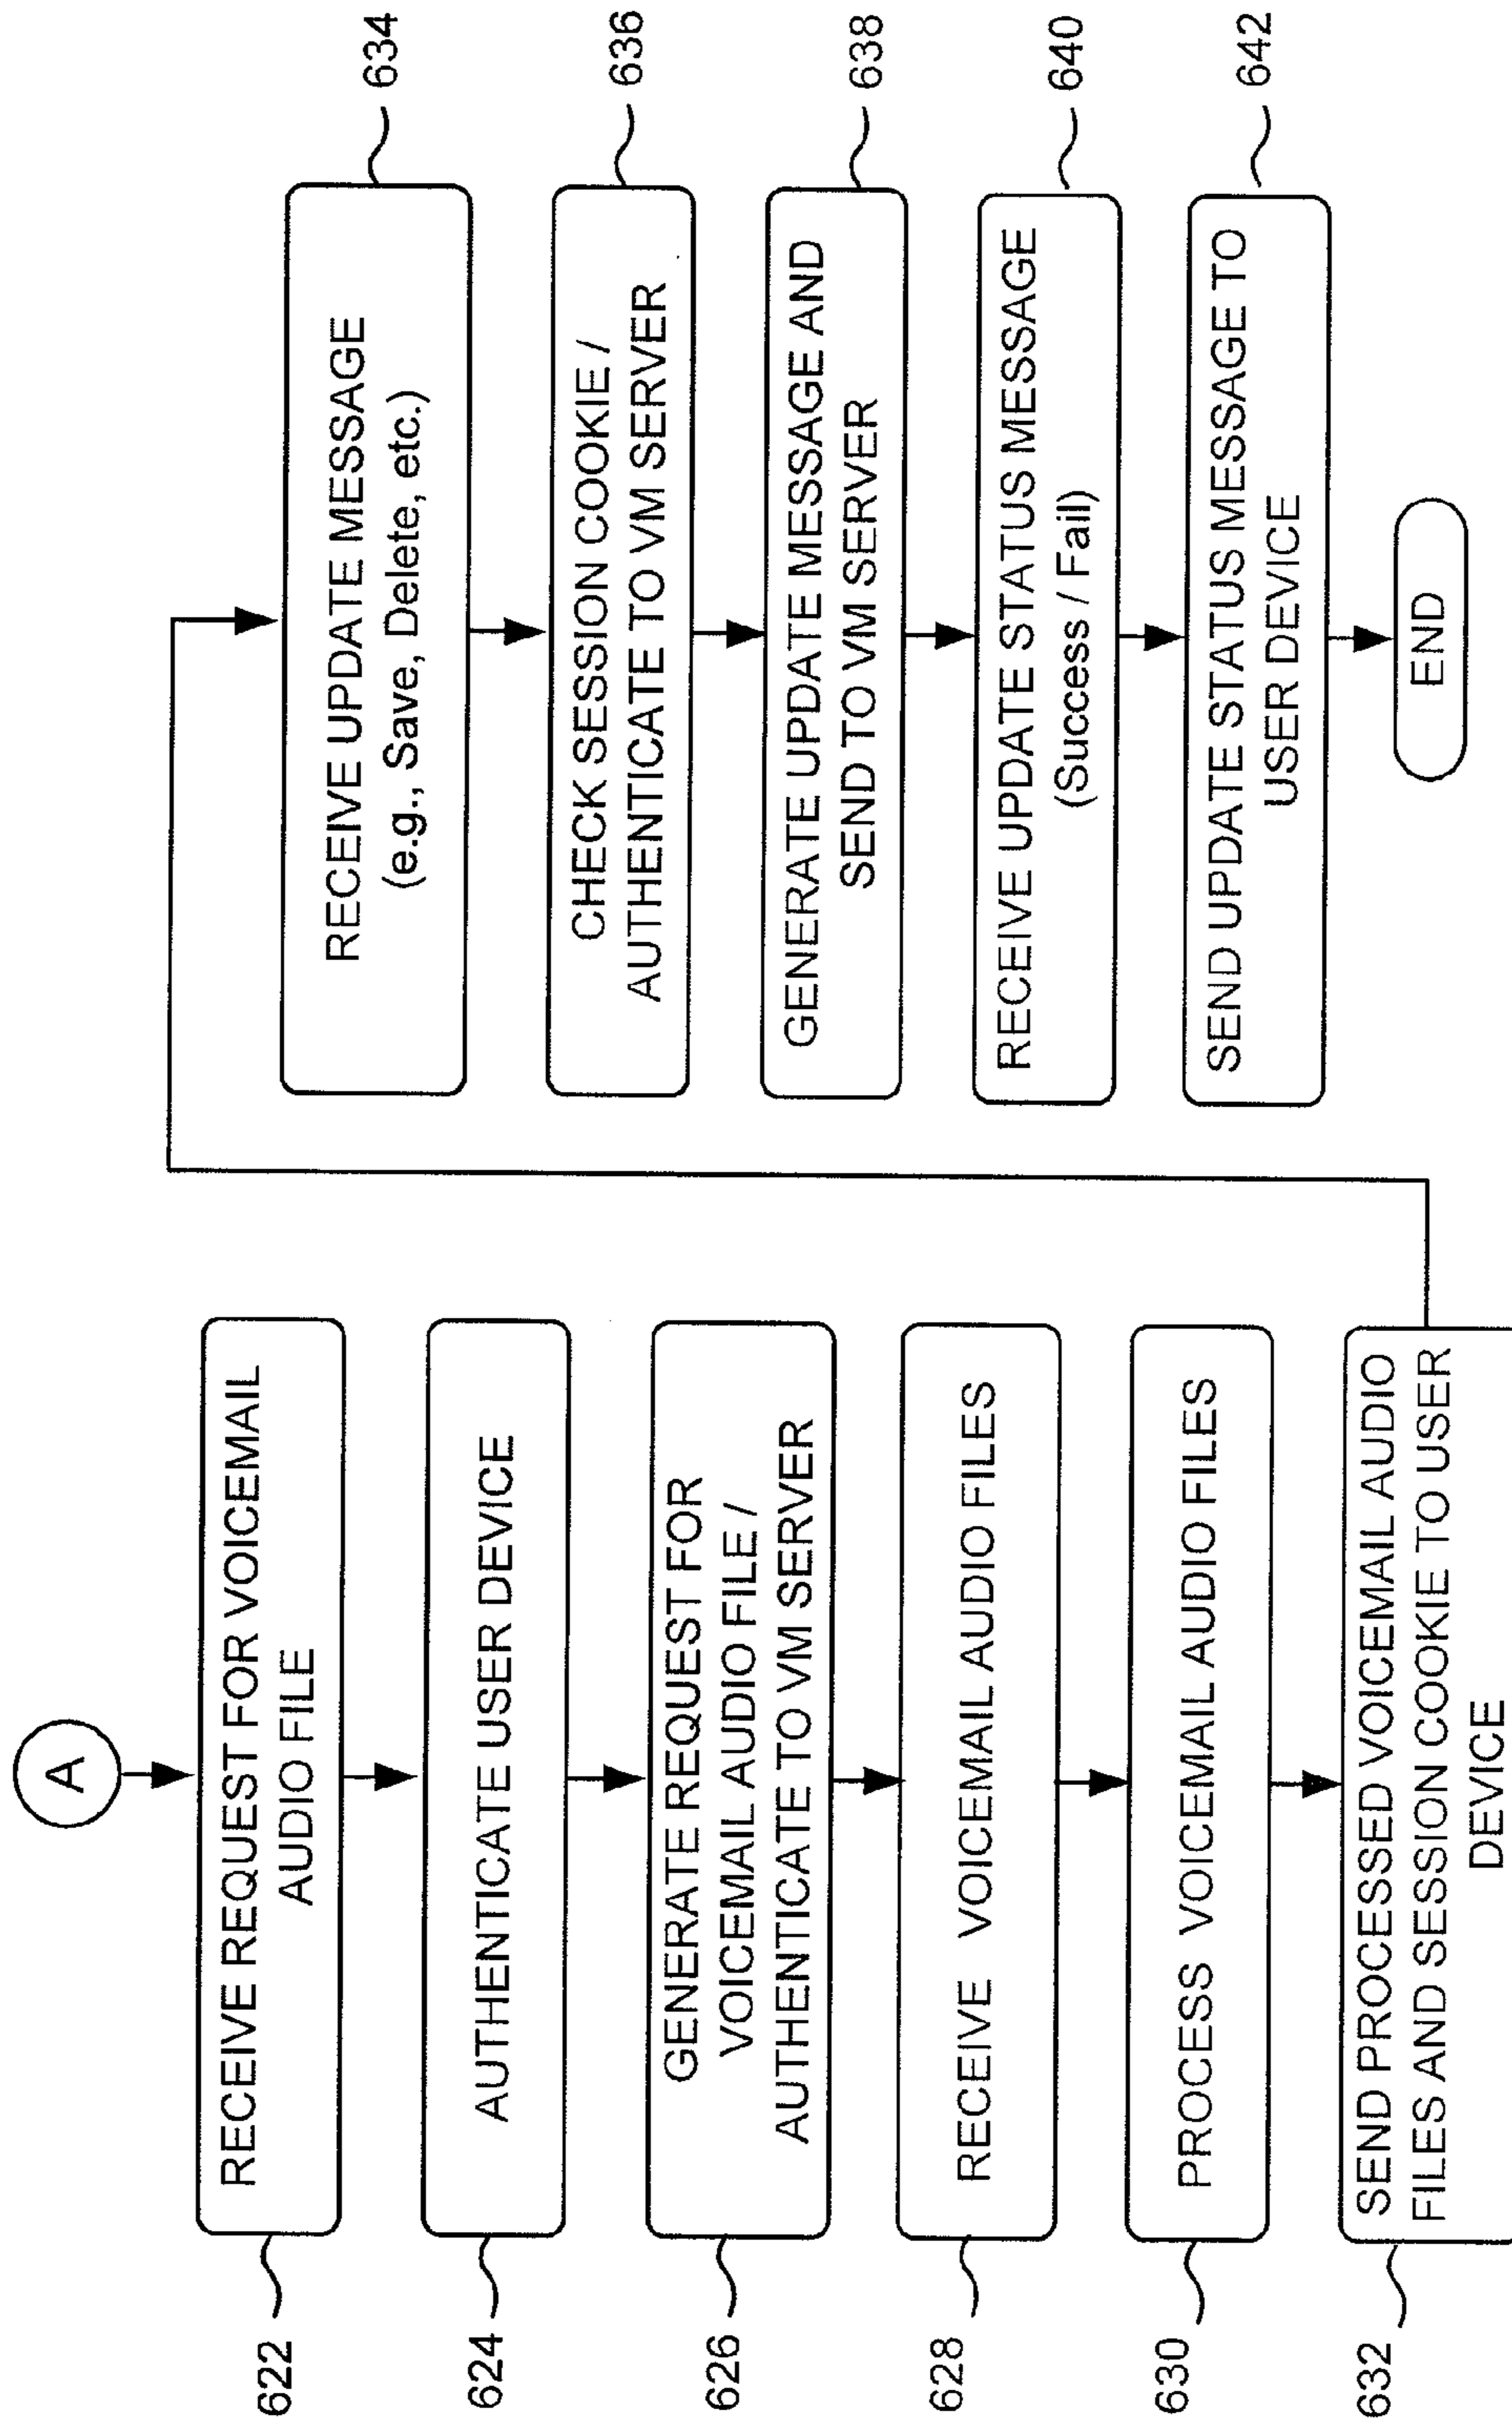 A
622
RECEIVE REQUEST FOR VOICEMAIL
AUDIO FILE
624
AUTHENTICATE USER DEVICE
626
GENERATE REQUEST FOR
VOICEMAIL AUDIO FILE /
AUTHENTICATE TO VM SERVER
628
RECEIVE VOICEMAIL AUDIO FILES
630
PROCESS VOICEMAIL AUDIO FILES
632
SEND PROCESSED VOICEMAIL AUDIO
FILES AND SESSION COOKIE TO USER
DEVICE
RECEIVE UPDATE MESSAGE
(e.g., Save, Delete, etc.)
634
CHECK SESSION COOKIE /
AUTHENTICATE TO VM SERVER
636
GENERATE UPDATE MESSAGE AND
SEND TO VM SERVER
638
RECEIVE UPDATE STATUS MESSAGE
(Success / Fail)
640
SEND UPDATE STATUS MESSAGE TO
USER DEVICE
642
END